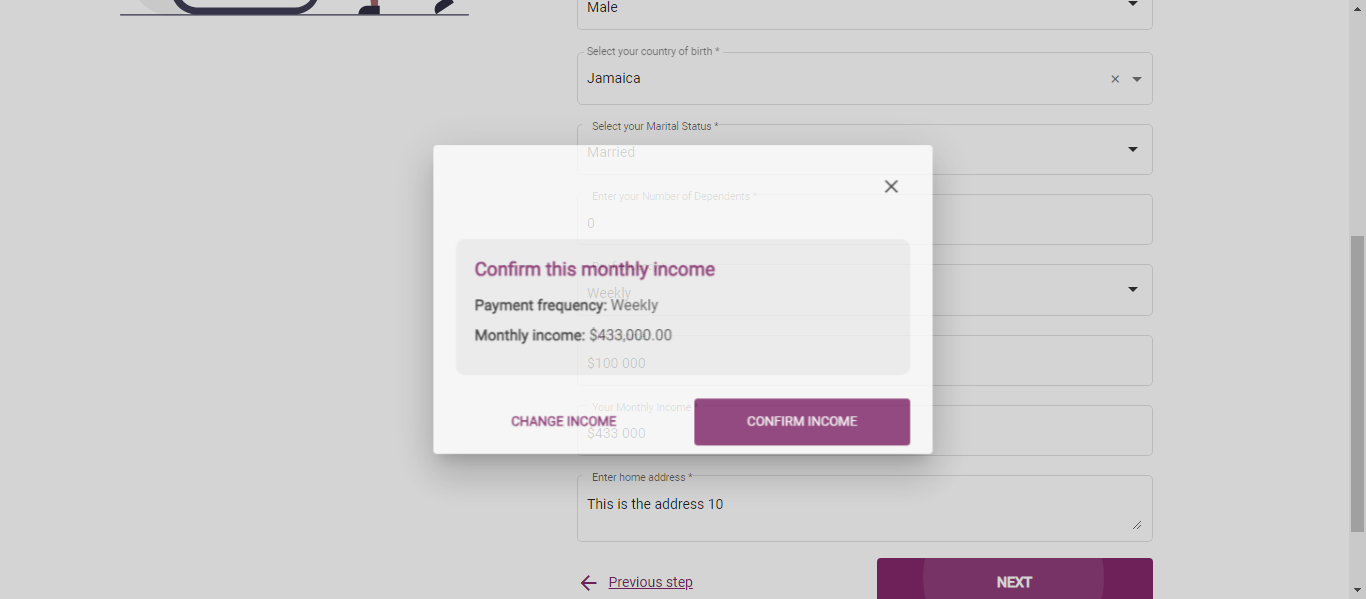 Male
Select your country of birth *
Jamaica
Select your Marital Status *
Married
Enter your Number of Dependents *
0
Confirm this monthly income
Weekly
Payment frequency: Weekly
Monthly income: $433,000.00
$100 000
Your Monthly Income
CHANGE INCOME
CONFIRM INCOME
$433 000
Enter home address *
This is the address 10
Previous step
NEXT